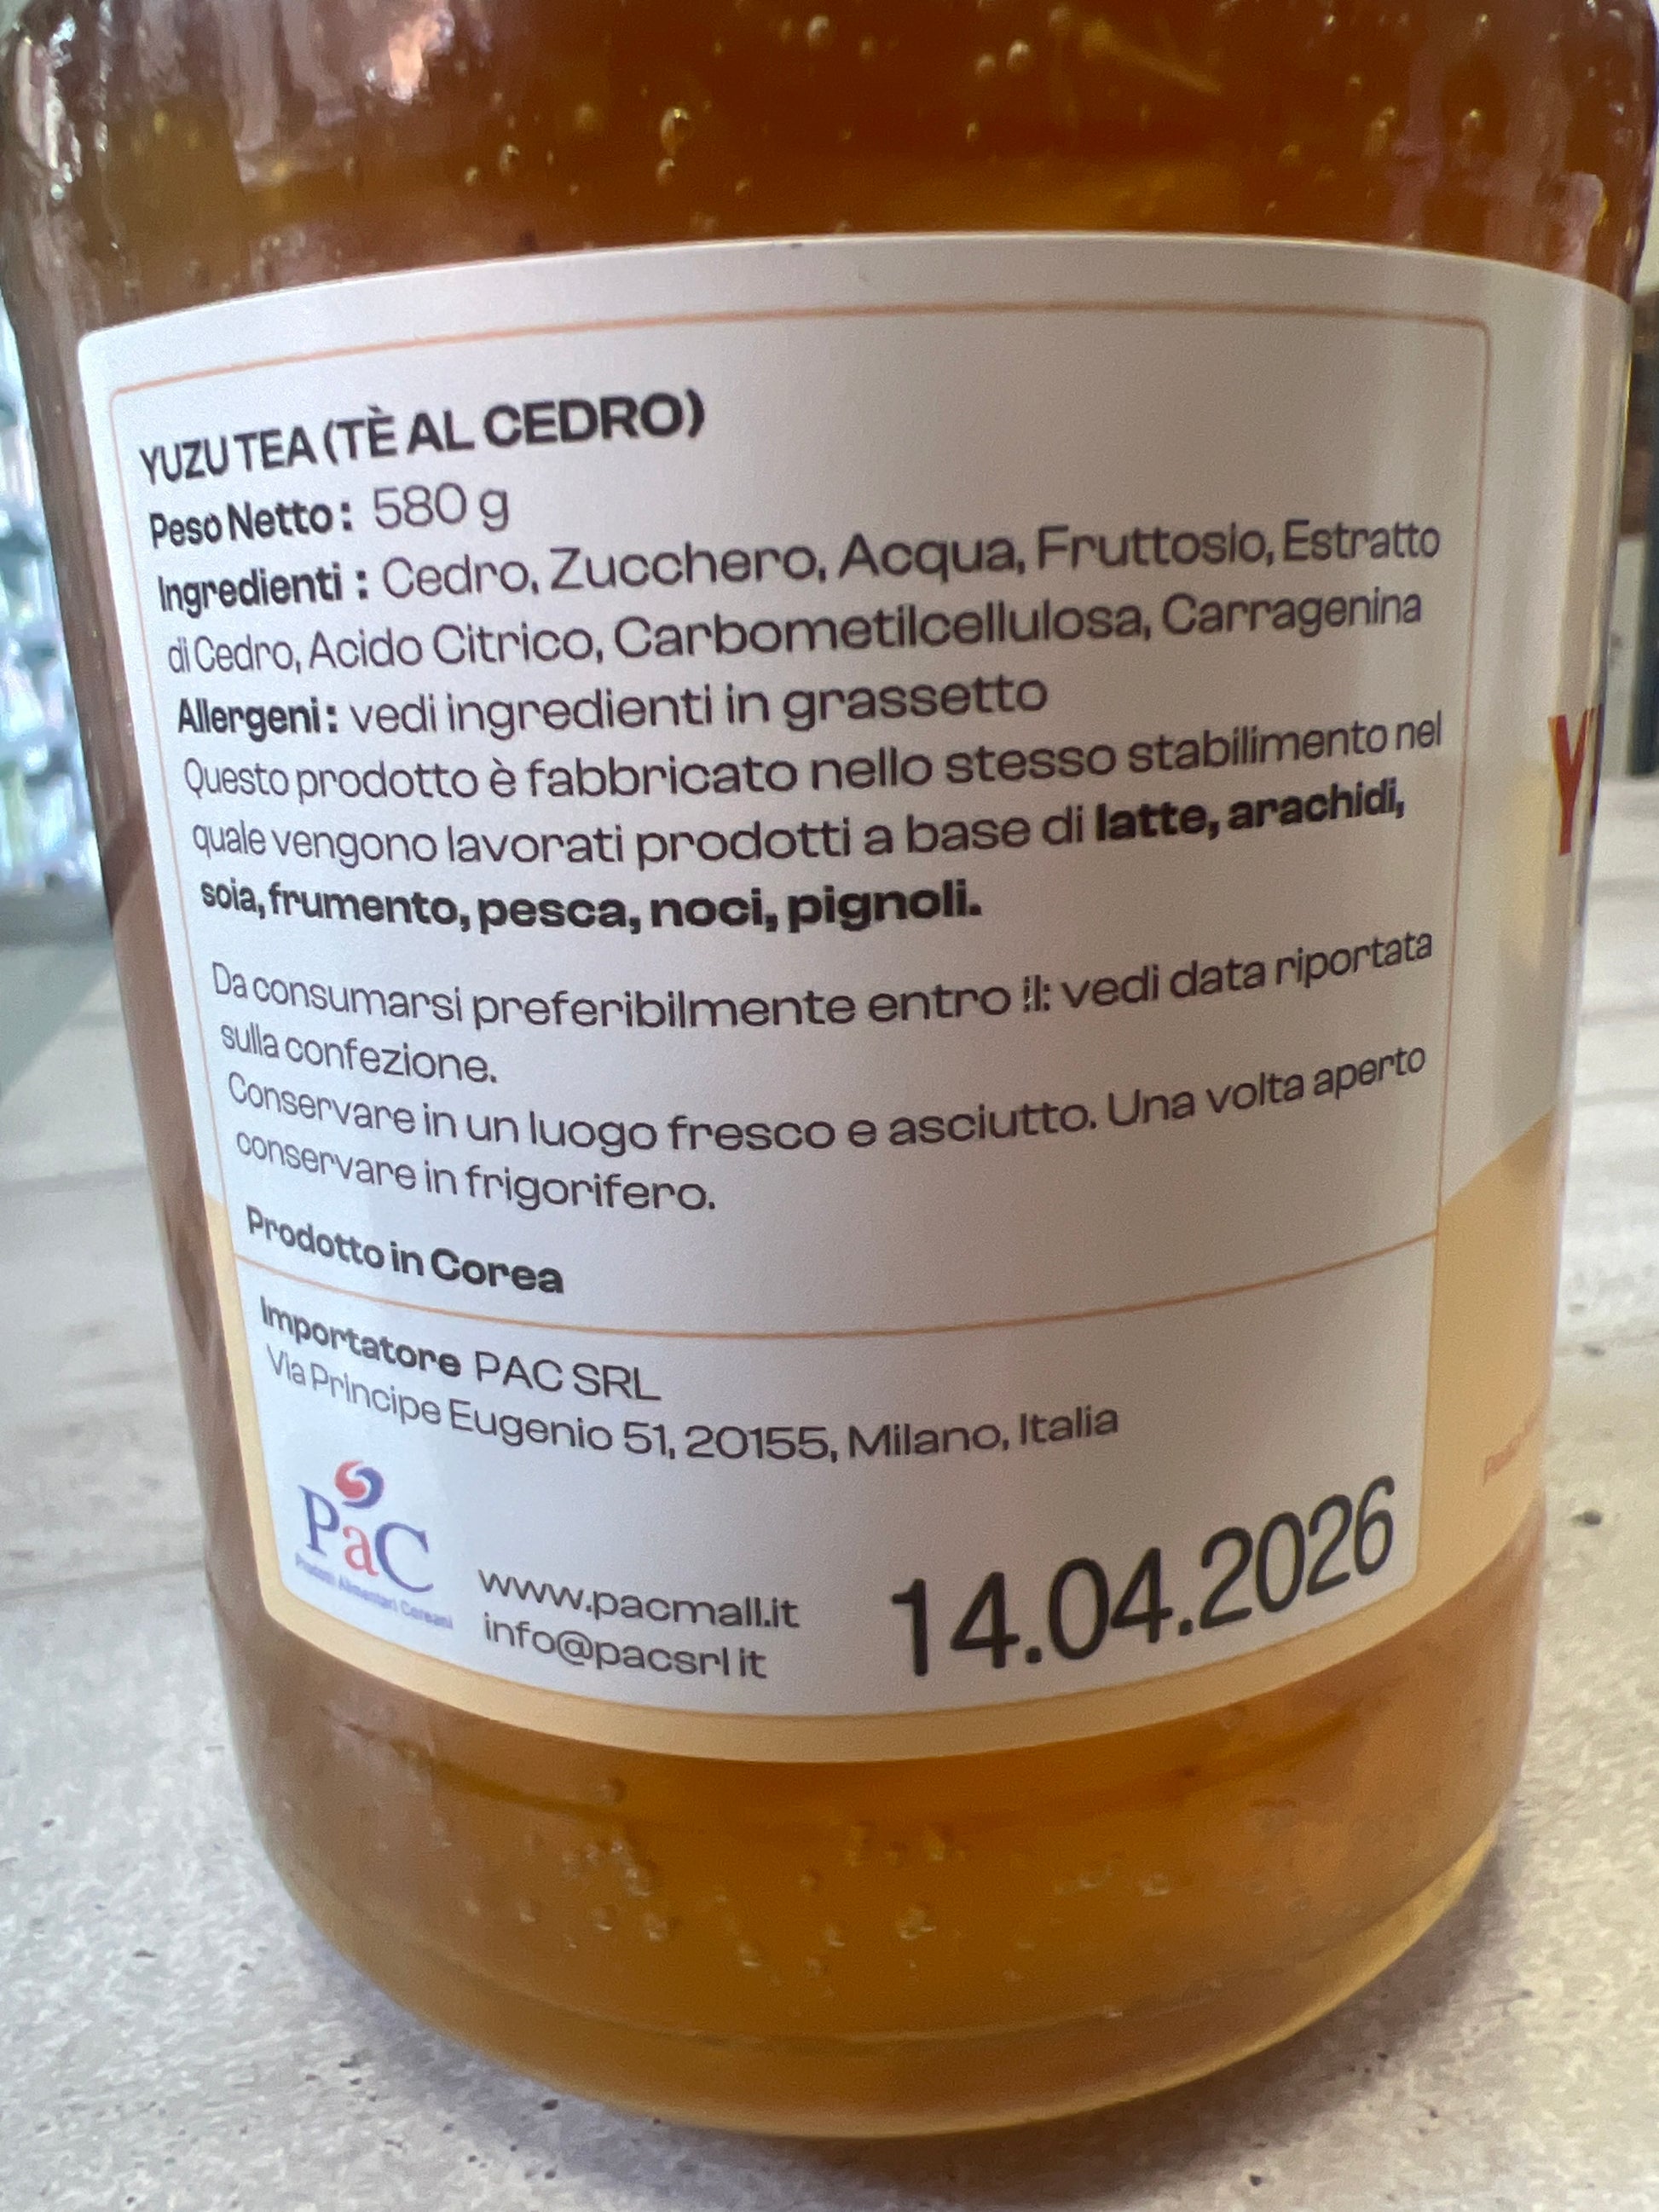 YUZU TEA (TÈ AL CEDRO)
Peso Netto : 580 g
Ingredienti : Cedro, Zucchero, Acqua, Fruttosio, Estratto
di Cedro, Acido Citrico, Carbometilcellulosa, Carragenina
Allergeni : vedi ingredienti in grassetto
Questo prodotto è fabbricato nello stesso stabilimento nel
quale vengono lavorati prodotti a base di latte, arachidi,
soia, frumento, pesca, noci, pignoli.
Da consumarsi preferibilmente entro il: vedi data riportata
sulla confezione.
Conservare in un luogo fresco e asciutto. Una volta aperto
conservare in frigorifero.
Prodotto in Corea
Importatore PAC SRL
Via Principe Eugenio 51, 20155, Milano, Italia
PaC
Prodotti Alimentari Coreani
www.pacmall.it
info@pacsrl.it
14.04.2026